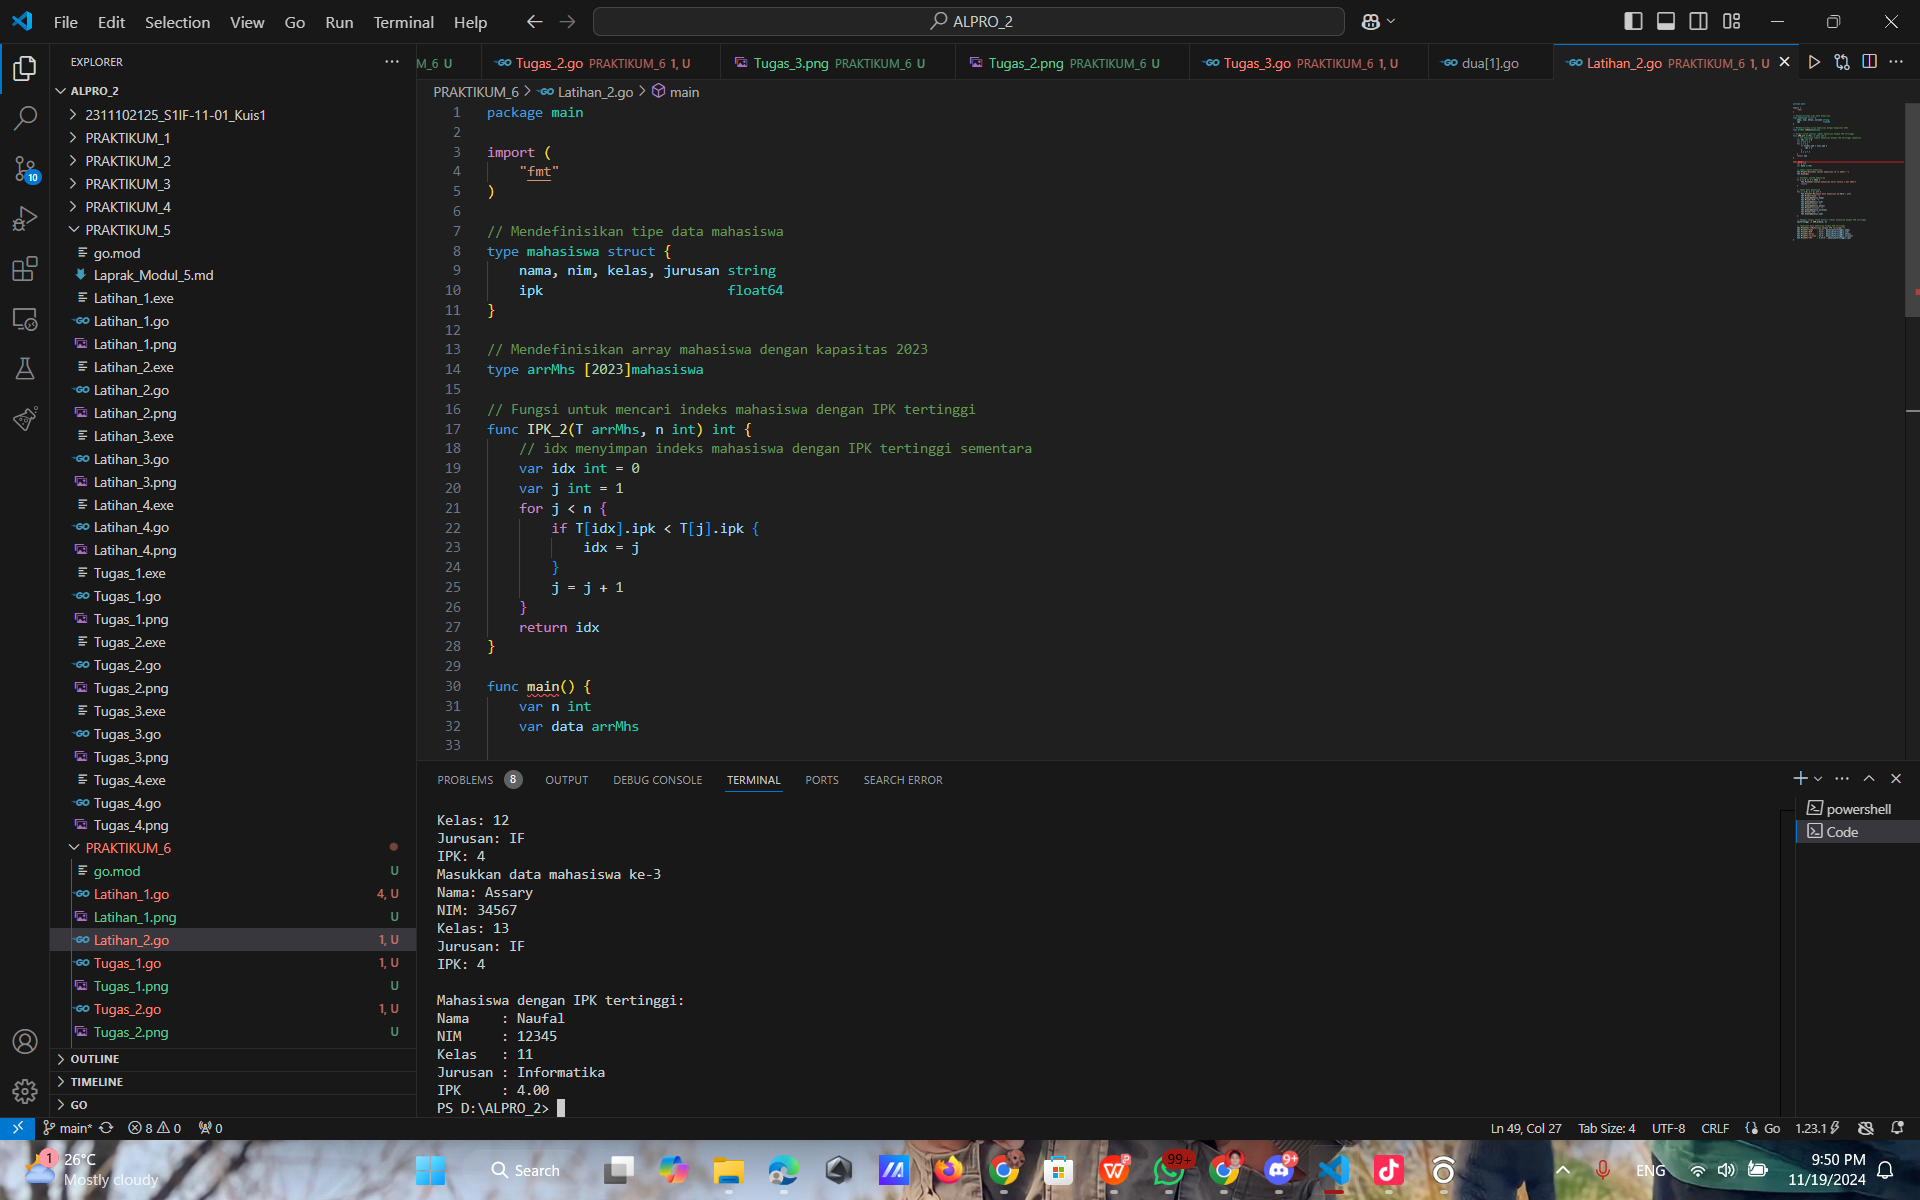 File Edit Selection View Go Run Terminal Help
ALPRO_2
EXPLORER
M_6 U
Tugas_2.go PRAKTIKUM_6 1, U
Tugas_3.png PRAKTIKUM_6 U
Tugas_2.png PRAKTIKUM_6 U
Tugas_3.go PRAKTIKUM_6 1, U
dua[1].go
Latihan_2.go PRAKTIKUM_6 1, U
PRAKTIKUM_6 > Latihan_2.go > main
ALPRO_2
2311102125_S1IF-11-01_Kuis1
PRAKTIKUM_1
PRAKTIKUM_2
PRAKTIKUM_3
PRAKTIKUM_4
PRAKTIKUM_5
go.mod
Laprak_Modul_5.md
Latihan_1.exe
Latihan_1.go
Latihan_1.png
Latihan_2.exe
Latihan_2.go
Latihan_2.png
Latihan_3.exe
Latihan_3.go
Latihan_3.png
Latihan_4.exe
Latihan_4.go
Latihan_4.png
Tugas_1.exe
Tugas_1.go
Tugas_1.png
Tugas_2.exe
Tugas_2.go
Tugas_2.png
Tugas_3.exe
Tugas_3.go
Tugas_3.png
Tugas_4.exe
Tugas_4.go
Tugas_4.png
PRAKTIKUM_6
go.mod U
Latihan_1.go 4, U
Latihan_1.png U
Latihan_2.go 1, U
Tugas_1.go 1, U
Tugas_1.png U
Tugas_2.go 1, U
Tugas_2.png U
OUTLINE
TIMELINE
GO
10
1 package main
2
3 import (
4 "fmt"
5 )
6
7 // Mendefinisikan tipe data mahasiswa
8 type mahasiswa struct {
9 nama, nim, kelas, jurusan string
10 ipk float64
11 }
12
13 // Mendefinisikan array mahasiswa dengan kapasitas 2023
14 type arrMhs [2023]mahasiswa
15
16 // Fungsi untuk mencari indeks mahasiswa dengan IPK tertinggi
17 func IPK_2(T arrMhs, n int) int {
18 // idx menyimpan indeks mahasiswa dengan IPK tertinggi sementara
19 var idx int = 0
20 var j int = 1
21 for j < n {
22 if T[idx].ipk < T[j].ipk {
23 idx = j
24 }
25 j = j + 1
26 }
27 return idx
28 }
29
30 func main() {
31 var n int
32 var data arrMhs
33
PROBLEMS 8 OUTPUT DEBUG CONSOLE TERMINAL PORTS SEARCH ERROR
powershell
Code
Kelas: 12
Jurusan: IF
IPK: 4
Masukkan data mahasiswa ke-3
Nama: Assary
NIM: 34567
Kelas: 13
Jurusan: IF
IPK: 4
Mahasiswa dengan IPK tertinggi:
Nama : Naufal
NIM : 12345
Kelas : 11
Jurusan : Informatika
IPK : 4.00
PS D:\ALPRO_2>
main* 8 0 0
Ln 49, Col 27 Tab Size: 4 UTF-8 CRLF Go 1.23.1
1
26°C
Mostly cloudy
Search
99+
9+
ENG
9:50 PM
11/19/2024